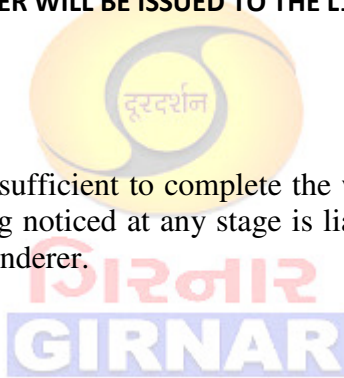 ER WILL BE ISSUED TO THE L
दूरदर्शन
sufficient to complete the
g noticed at any stage is lia
nderer.
ગિરનાર
GIRNAR